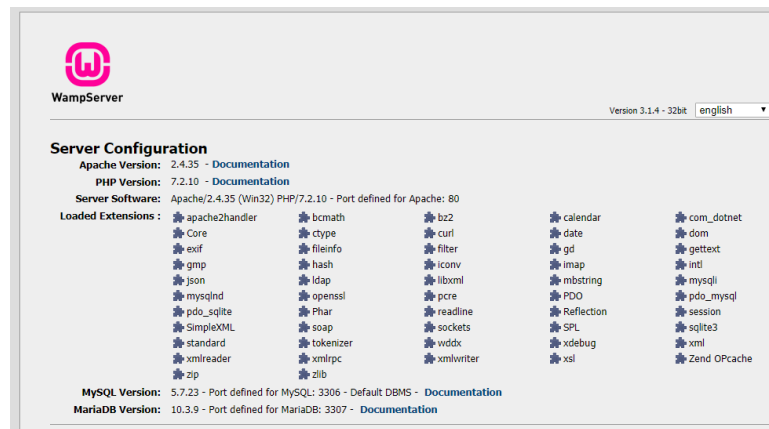 WampServer
Version 3.1.4 - 32bit english
Server Configuration
Apache Version: 2.4.35 - Documentation
PHP Version: 7.2.10 - Documentation
Server Software: Apache/2.4.35 (Win32) PHP/7.2.10 - Port defined for Apache: 80
Loaded Extensions : apache2handler bcmath bz2 calendar com_dotnet
Core ctype curl date dom
exif fileinfo filter gd gettext
gmp hash iconv imap intl
json ldap libxml mbstring mysqli
mysqlnd openssl pcre PDO pdo_mysql
pdo_sqlite Phar readline Reflection session
SimpleXML soap sockets SPL sqlite3
standard tokenizer wddx xdebug xml
xmlreader xmlrpc xmlwriter xsl Zend OPcache
zip zlib
MySQL Version: 5.7.23 - Port defined for MySQL: 3306 - Default DBMS - Documentation
MariaDB Version: 10.3.9 - Port defined for MariaDB: 3307 - Documentation